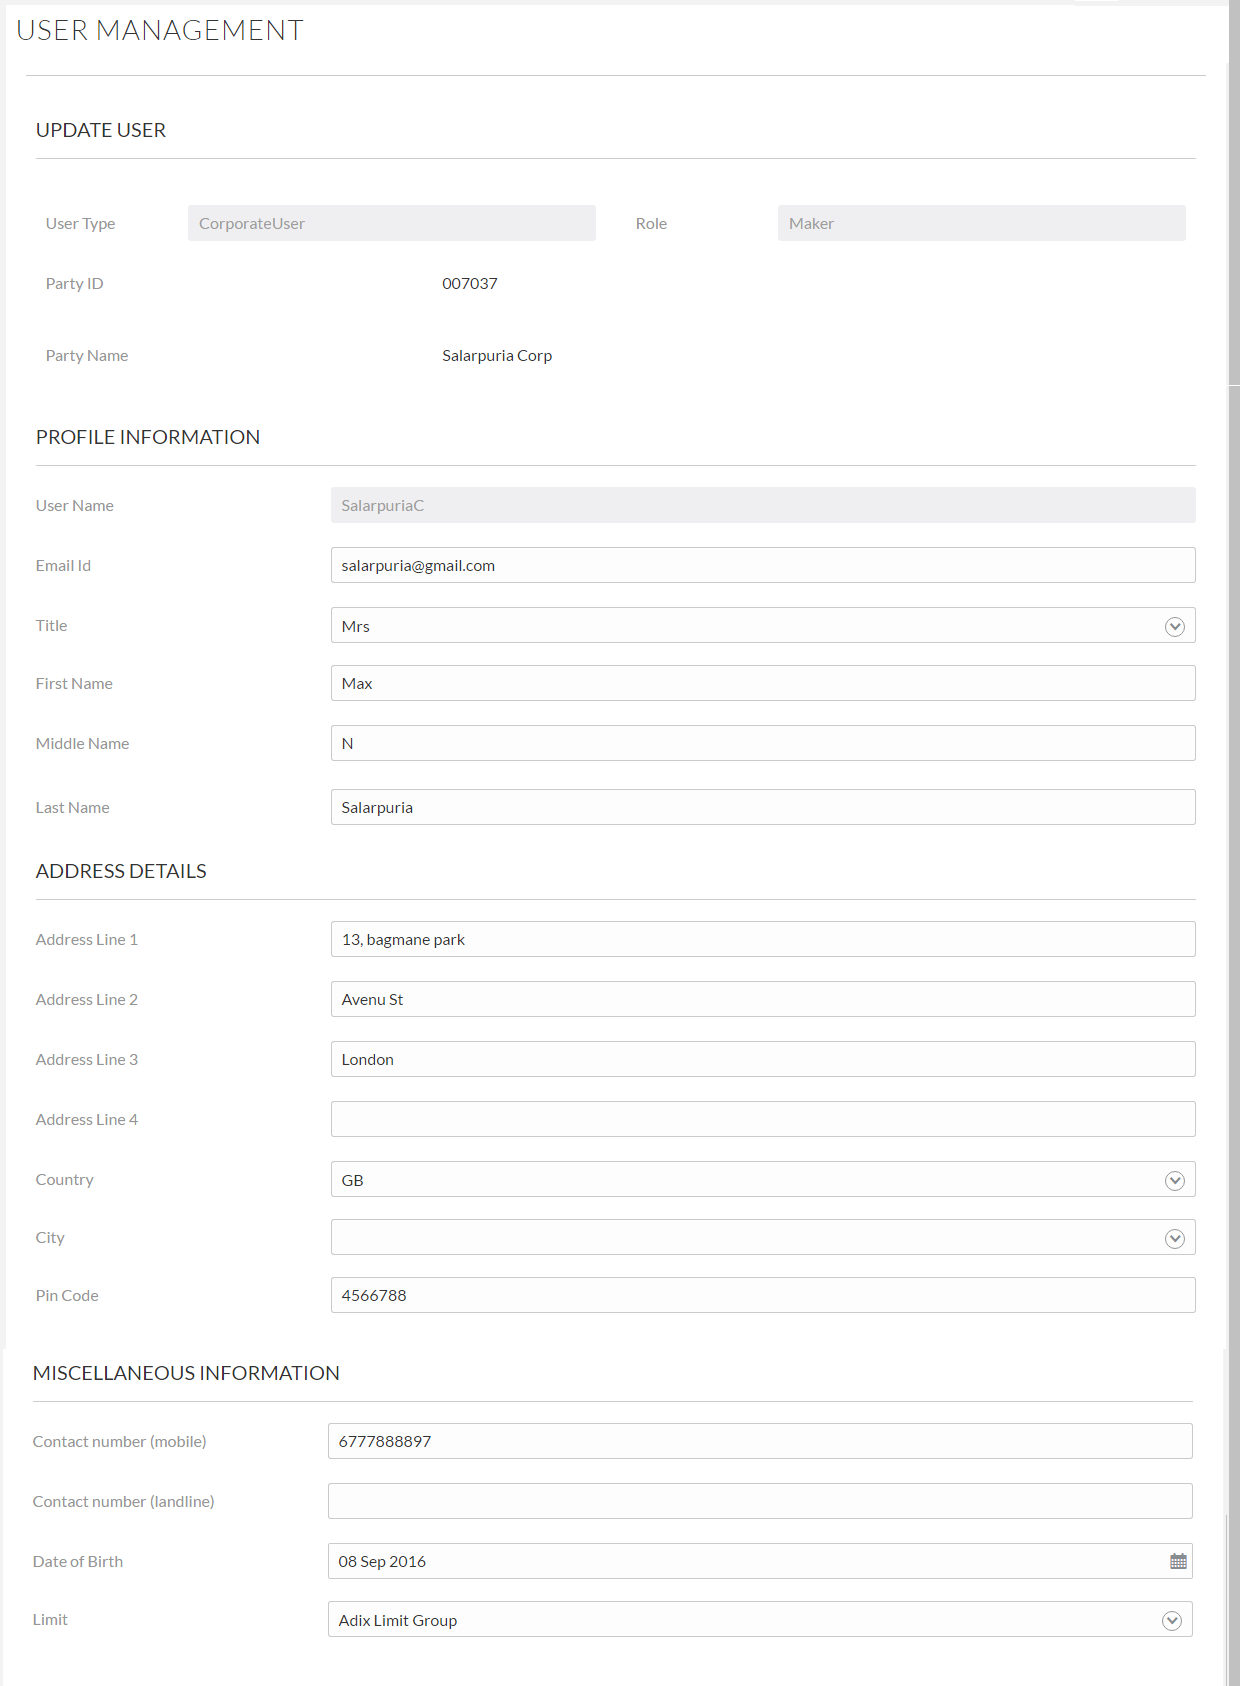 USER MANAGEMENT
UPDATE USER
User Type CorporateUser Role Maker
Party ID 007037
Party Name Salarpuria Corp
PROFILE INFORMATION
User Name SalarpuriaC
Email Id salarpuria@gmail.com
Title Mrs
First Name Max
Middle Name N
Last Name Salarpuria
ADDRESS DETAILS
Address Line 1 13, bagmane park
Address Line 2 Avenu St
Address Line 3 London
Address Line 4
Country GB
City
Pin Code 4566788
MISCELLANEOUS INFORMATION
Contact number (mobile) 6777888897
Contact number (landline)
Date of Birth 08 Sep 2016
Limit Adix Limit Group